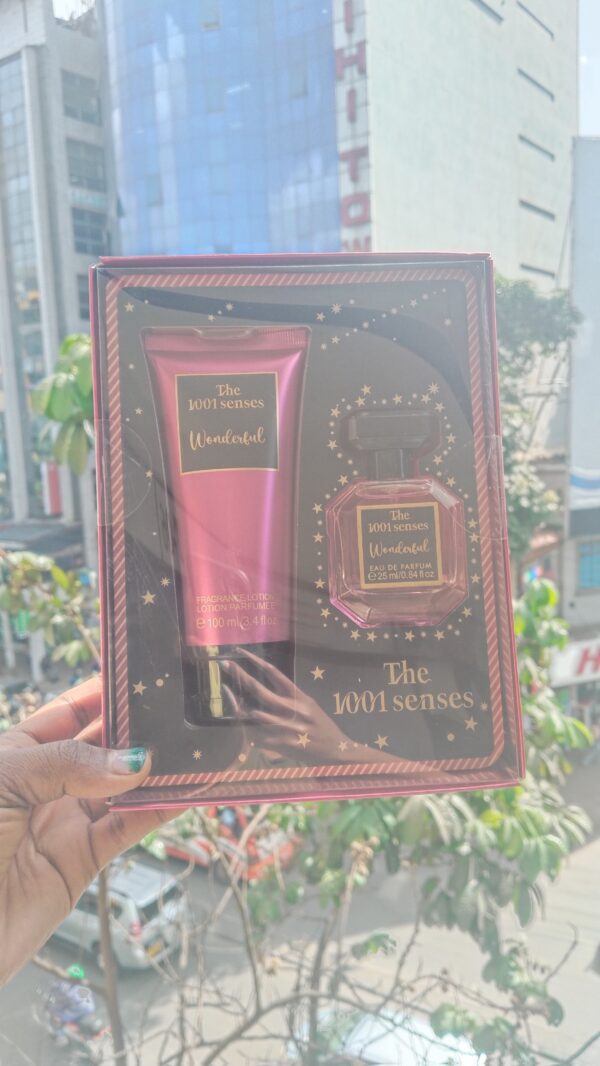 The
1001 senses
Wonderful
FRAGRANCE LOTION
LOTION PARFUMÉE
℮ 100 ml/3.4 fl oz
The
1001 senses
Wonderful
EAU DE PARFUM
℮ 25 ml/0.84 fl oz
The
1001 senses